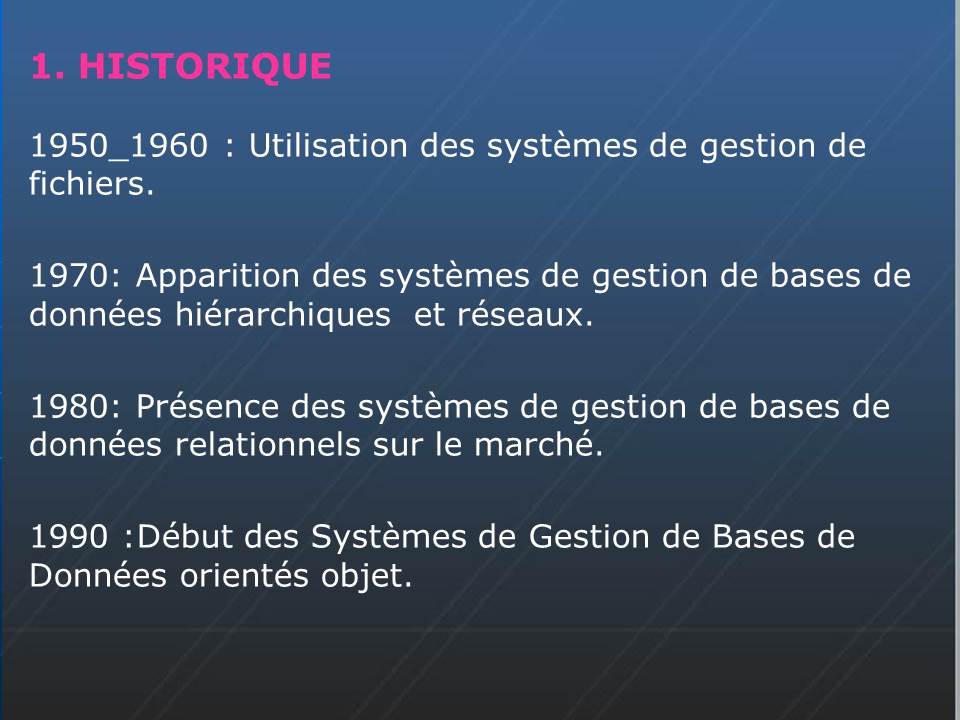 1. HISTORIQUE
1950_1960 : Utilisation des systèmes de gestion de
fichiers.
1970: Apparition des systèmes de gestion de bases de
données hiérarchiques  et réseaux.
1980: Présence des systèmes de gestion de bases de
données relationnels sur le marché.
1990 :Début des Systèmes de Gestion de Bases de
Données orientés objet.